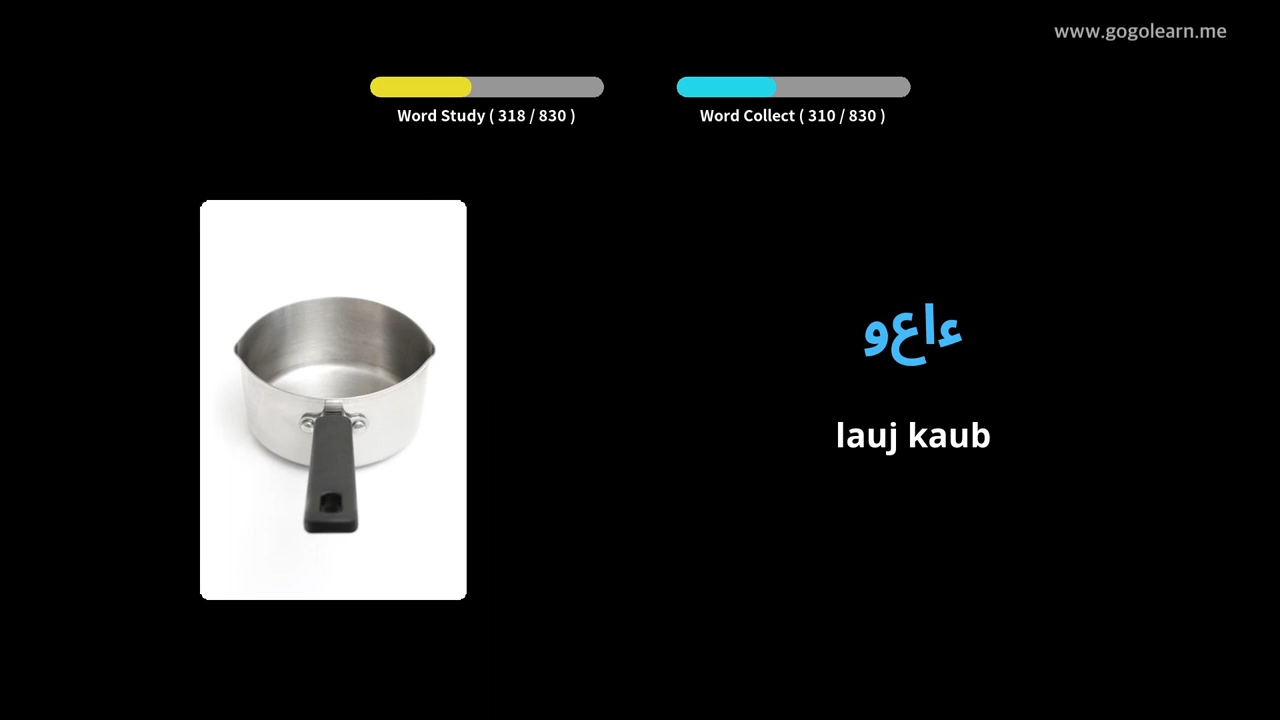 www.gogolearn.me
Word Study ( 318 / 830 )
Word Collect ( 310 / 830 )
ءاعو
lauj kaub